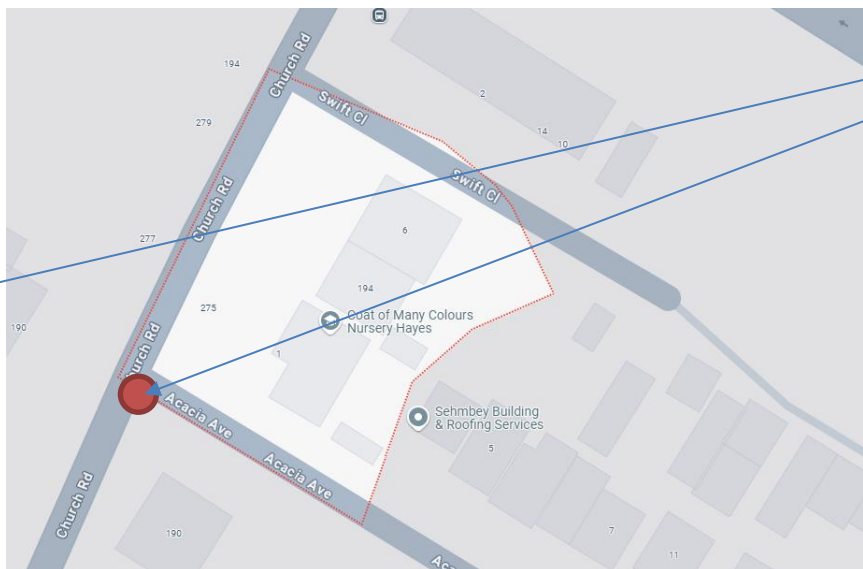 Church Rd
194
Swift Cl
2
279
14
10
Swift Cl
Church Rd
6
277
194
275
Coat of Many Colours
Nursery Hayes
190
Church Rd
1
Acacia Ave
Sehmbey Building
& Roofing Services
5
Acacia Ave
Church Rd
190
7
11
Aca